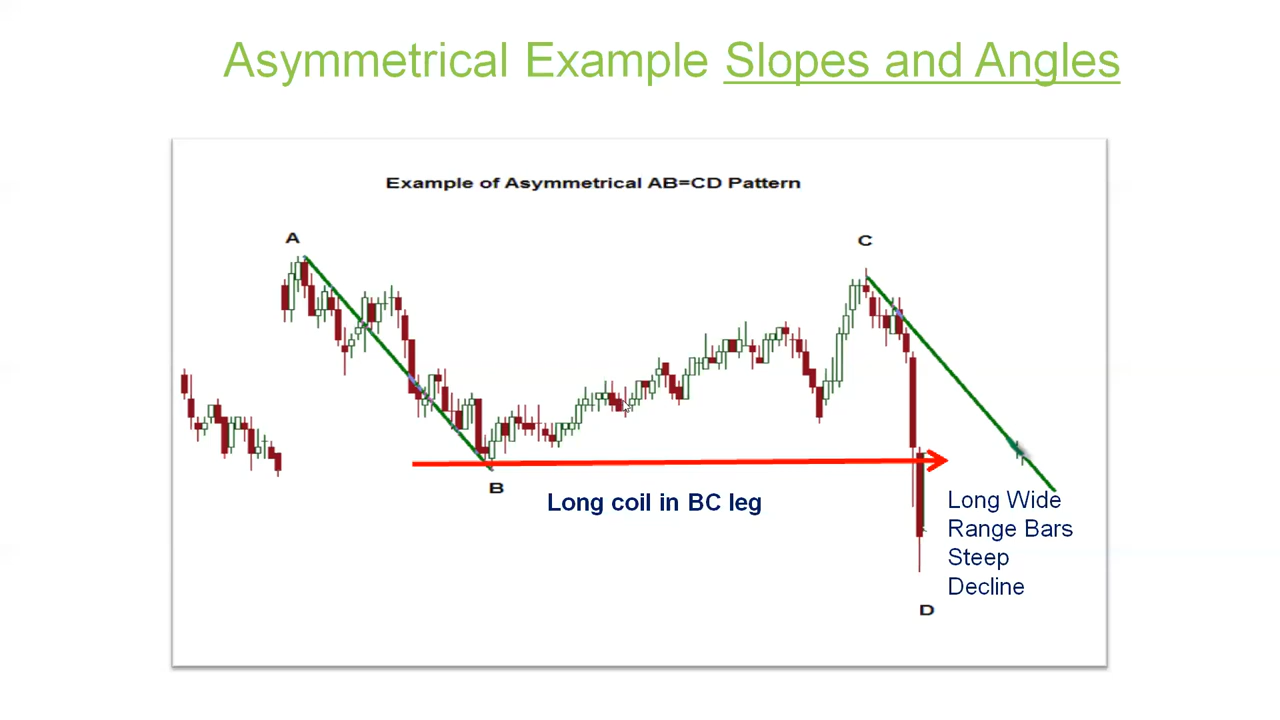 Asymmetrical Example Slopes and Angles
Example of Asymmetrical AB=CD Pattern
A
C
B
Long coil in BC leg
Long Wide
Range Bars
Steep
Decline
D